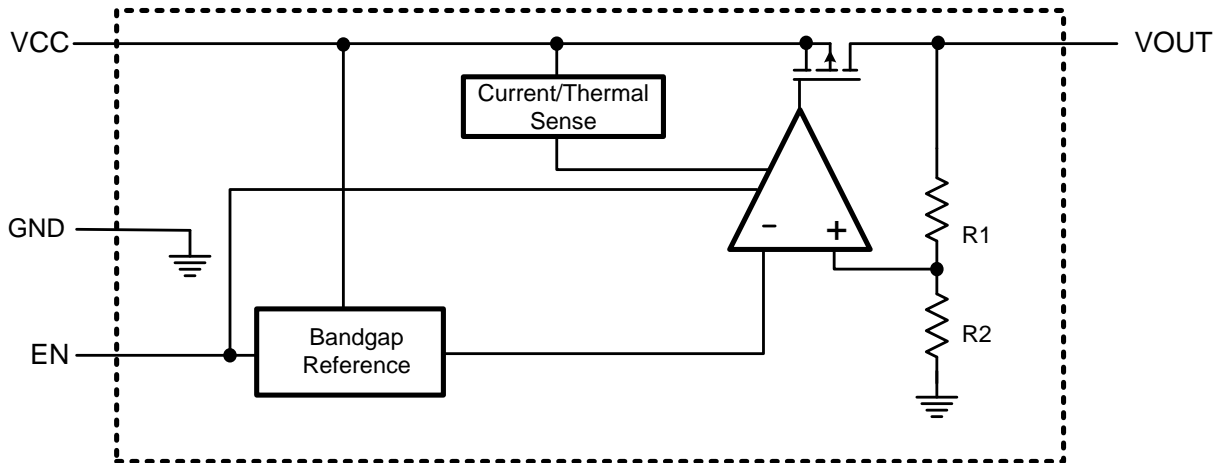 VCC
VOUT
Current/Thermal
Sense
GND
-
+
R1
EN
Bandgap
Reference
R2